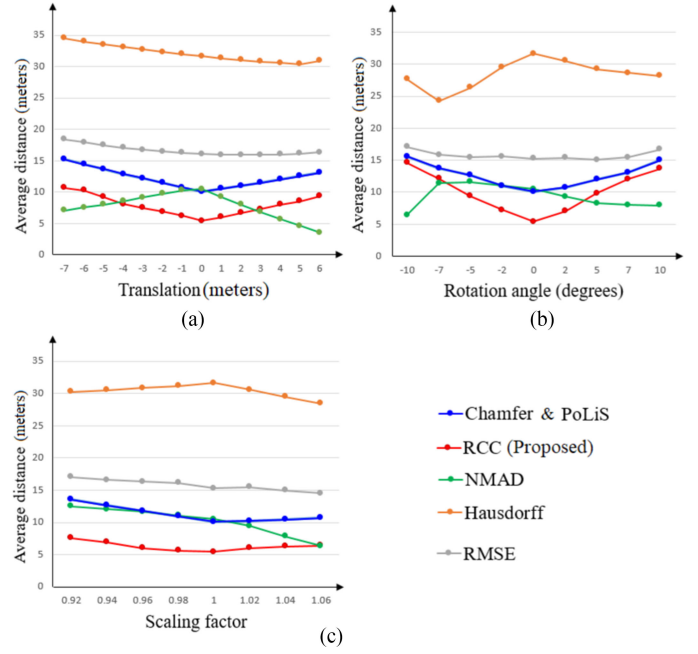 35
30
25
20
15
10
5
0
Average distance (meters)
-7 -6 -5 -4 -3 -2 -1 0 1 2 3 4 5 6
Translation (meters)
(a)
35
30
25
20
15
10
5
0
Average distance (meters)
-10 -7 -5 -2 0 2 5 7 10
Rotation angle (degrees)
(b)
35
30
25
20
15
10
5
0
Average distance (meters)
0.92 0.94 0.96 0.98 1 1.02 1.04 1.06
Scaling factor
(c)
Chamfer & PoLiS
RCC (Proposed)
NMAD
Hausdorff
RMSE